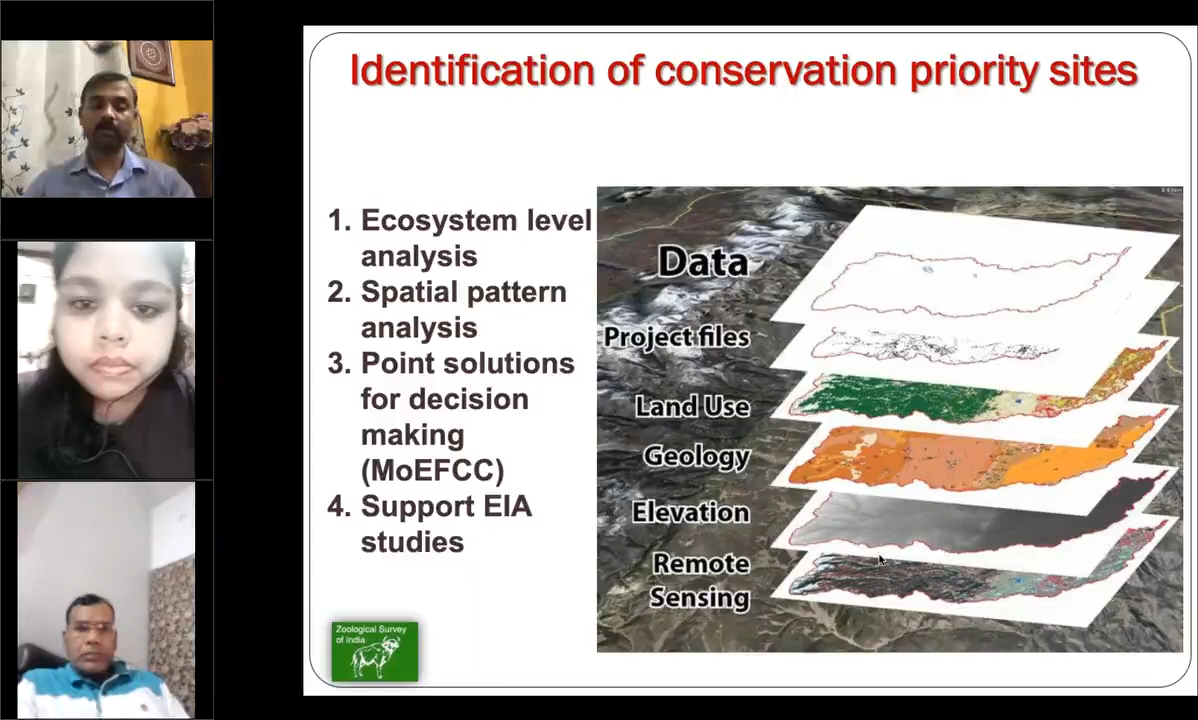 Identification of conservation priority sites
1. Ecosystem level
analysis
2. Spatial pattern
analysis
3. Point solutions
for decision
making
(MoEFCC)
4. Support EIA
studies
Data
Project files
Land Use
Geology
Elevation
Remote
Sensing
Zoological Survey
of India